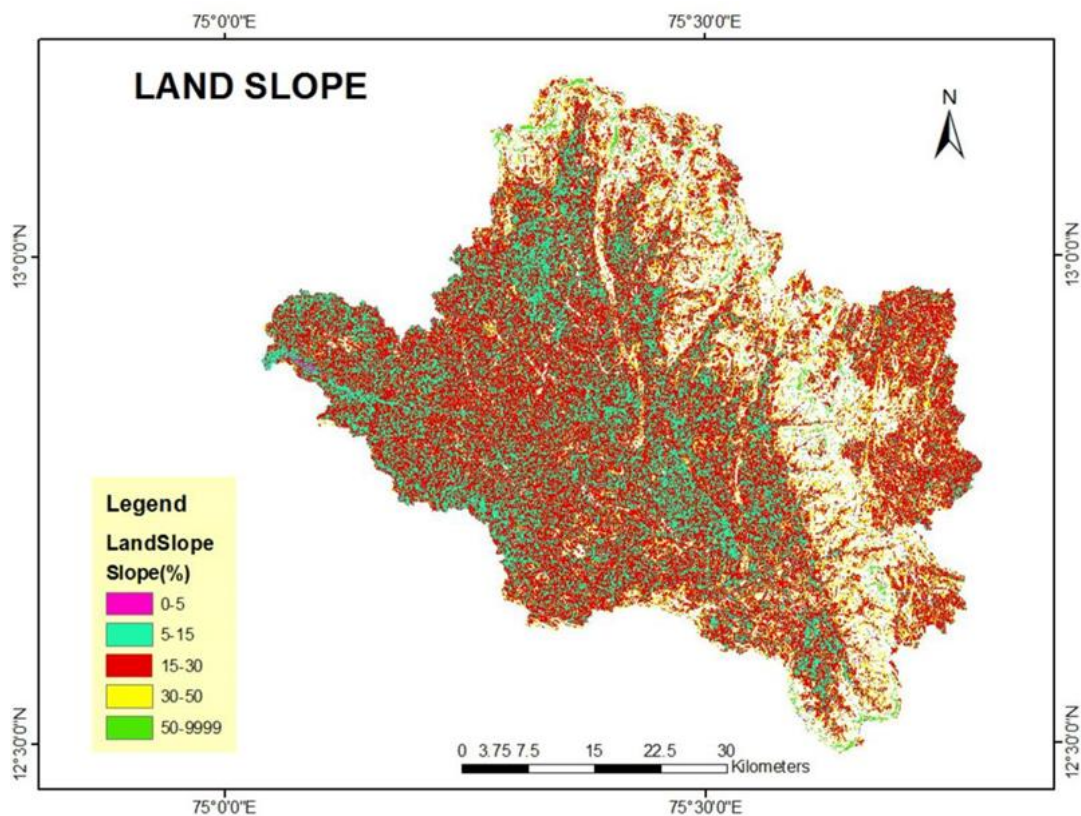 75°0'0"E 75°30'0"E
LAND SLOPE
N
13°0'0"N 13°0'0"N
Legend
LandSlope
Slope(%)
0-5
5-15
15-30
30-50
50-9999
12°30'0"N 12°30'0"N
0 3.75 7.5 15 22.5 30
Kilometers
75°0'0"E 75°30'0"E